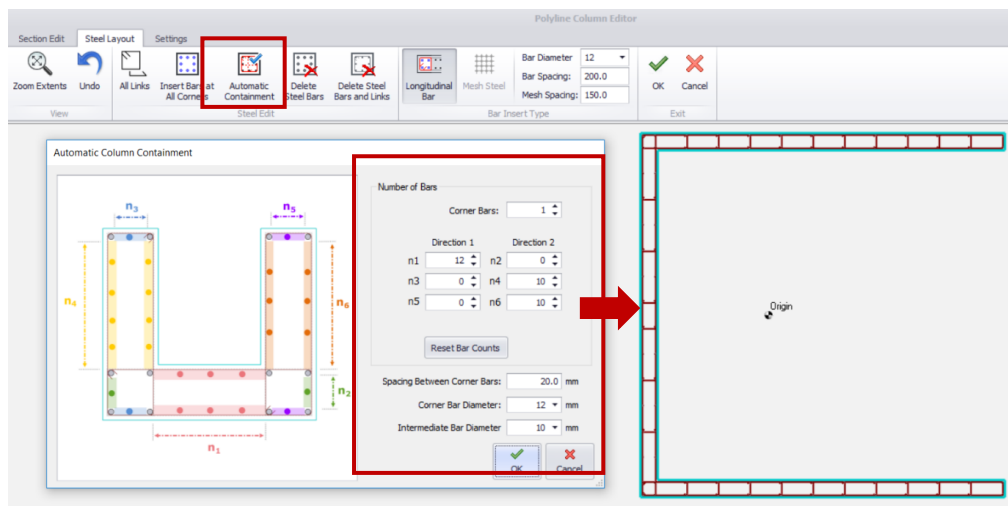 Polyline Column Editor
Section Edit Steel Layout Settings
Zoom Extents Undo All Links Insert Bars at All Corners Automatic Containment Delete Steel Bars Delete Steel Bars and Links Longitudinal Bar Mesh Steel
Bar Diameter 12
Bar Spacing: 200.0
Mesh Spacing: 150.0
OK Cancel
View Steel Edit Bar Insert Type Exit
Automatic Column Containment
n3 n5
n4 n6
n2
n1
Number of Bars
Corner Bars: 1
Direction 1 Direction 2
n1 12 n2 0
n3 0 n4 10
n5 0 n6 10
Reset Bar Counts
Spacing Between Corner Bars: 20.0 mm
Corner Bar Diameter: 12 mm
Intermediate Bar Diameter 10 mm
OK Cancel
Origin